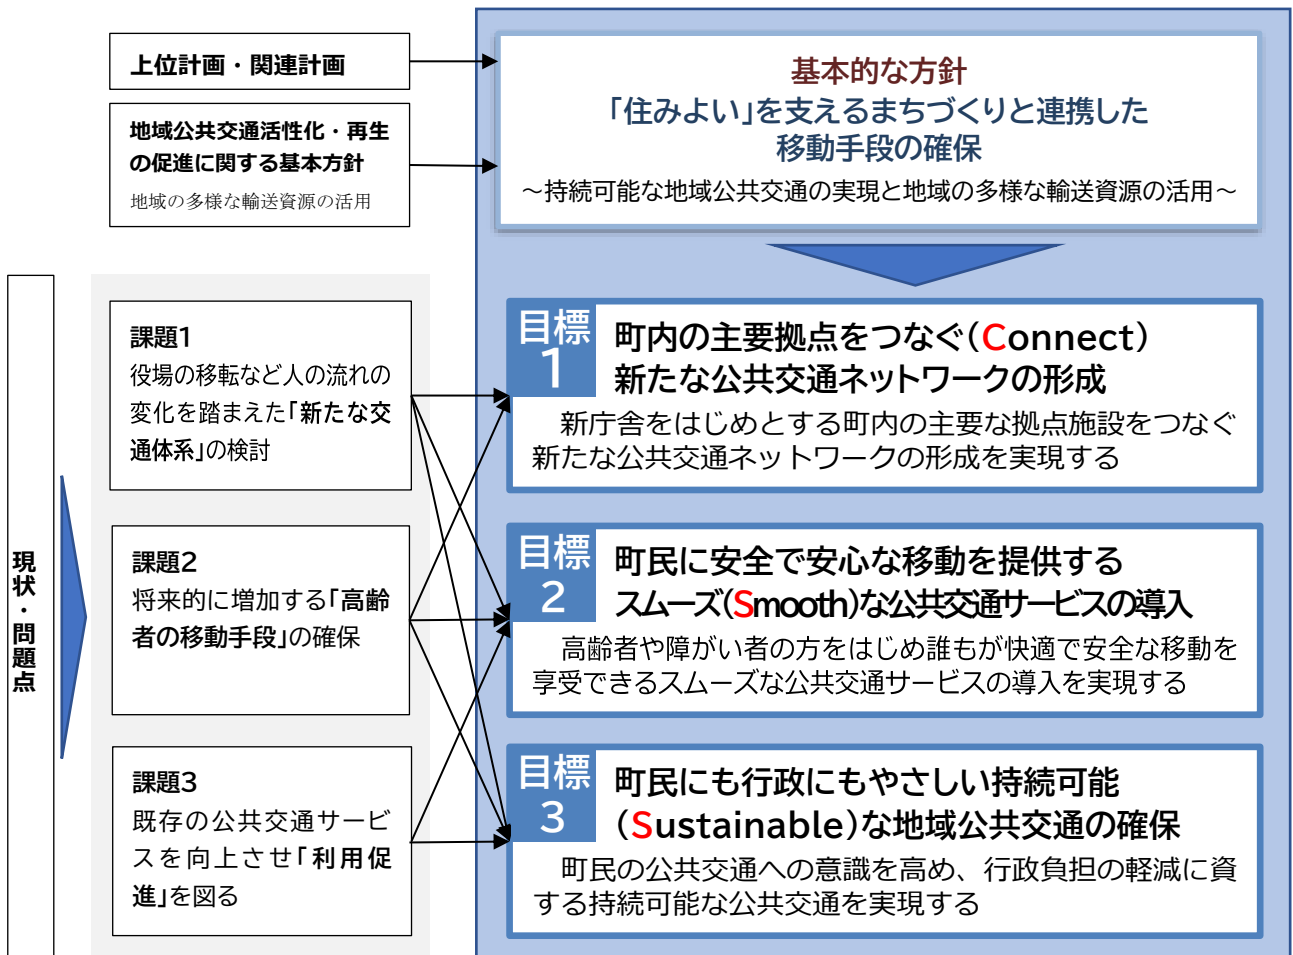 上位計画・関連計画
地域公共交通活性化・再生
の促進に関する基本方針
地域の多様な輸送資源の活用
基本的な方針
「住みよい」を支えるまちづくりと連携した
移動手段の確保
～持続可能な地域公共交通の実現と地域の多様な輸送資源の活用～
現状・問題点
課題1
役場の移転など人の流れの
変化を踏まえた「新たな交
通体系」の検討
課題2
将来的に増加する「高齢
者の移動手段」の確保
課題3
既存の公共交通サービ
スを向上させ「利用促
進」を図る
目標
1
町内の主要拠点をつなぐ(Connect)
新たな公共交通ネットワークの形成
新庁舎をはじめとする町内の主要な拠点施設をつなぐ
新たな公共交通ネットワークの形成を実現する
目標
2
町民に安全で安心な移動を提供する
スムーズ(Smooth)な公共交通サービスの導入
高齢者や障がい者の方をはじめ誰もが快適で安全な移動を
享受できるスムーズな公共交通サービスの導入を実現する
目標
3
町民にも行政にもやさしい持続可能
(Sustainable)な地域公共交通の確保
町民の公共交通への意識を高め、行政負担の軽減に資
する持続可能な公共交通を実現する